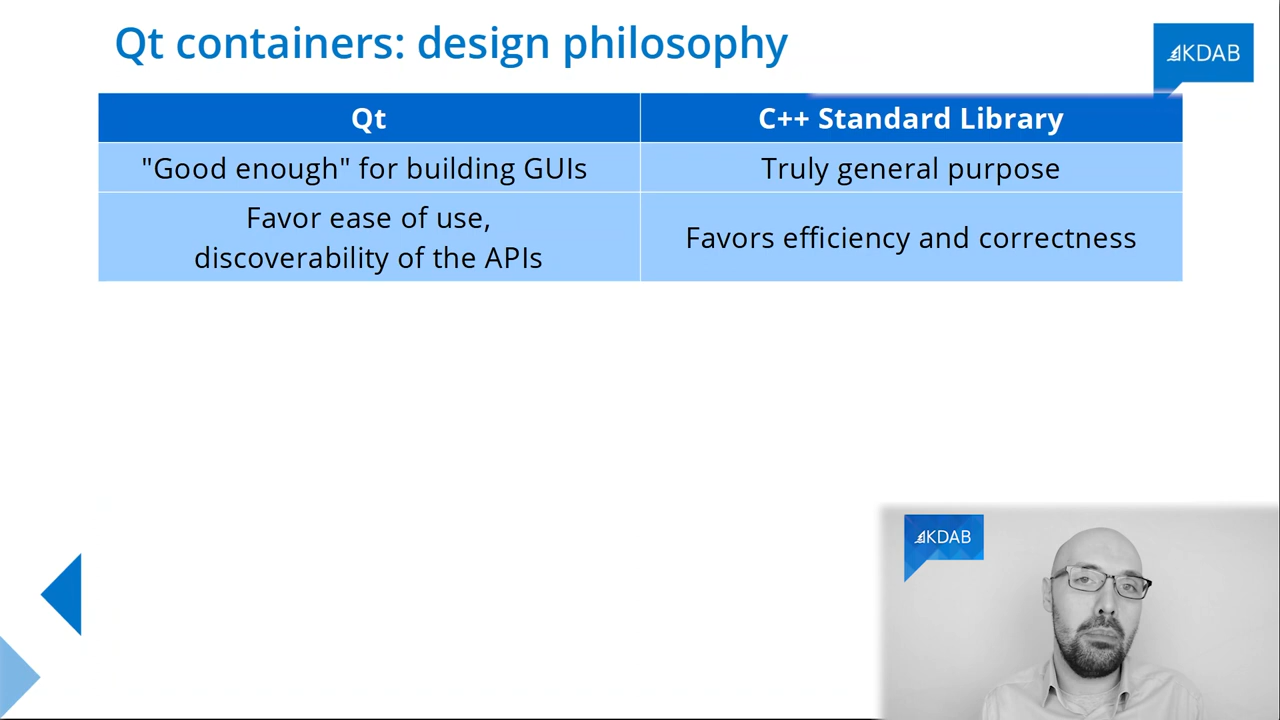 Qt containers: design philosophy
KDAB
Qt
C++ Standard Library
"Good enough" for building GUIs
Truly general purpose
Favor ease of use,
discoverability of the APIs
Favors efficiency and correctness
KDAB